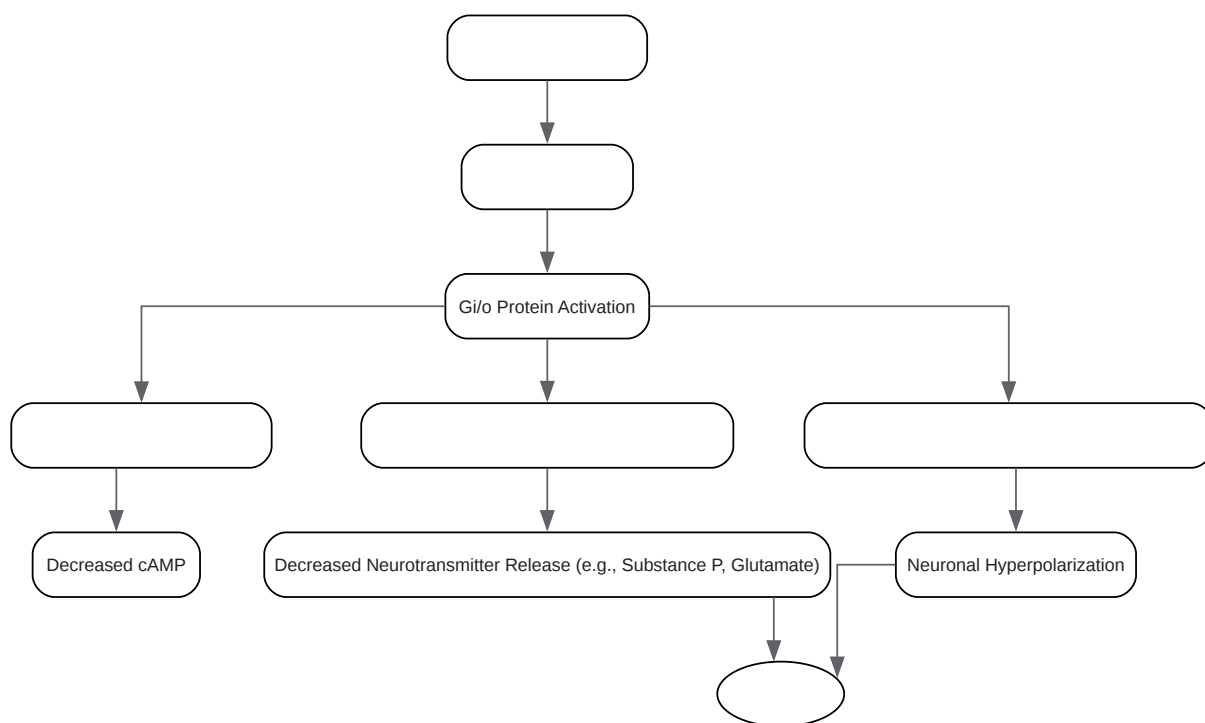 Gi/o Protein Activation
Decreased cAMP
Decreased Neurotransmitter Release (e.g., Substance P, Glutamate)
Neuronal Hyperpolarization